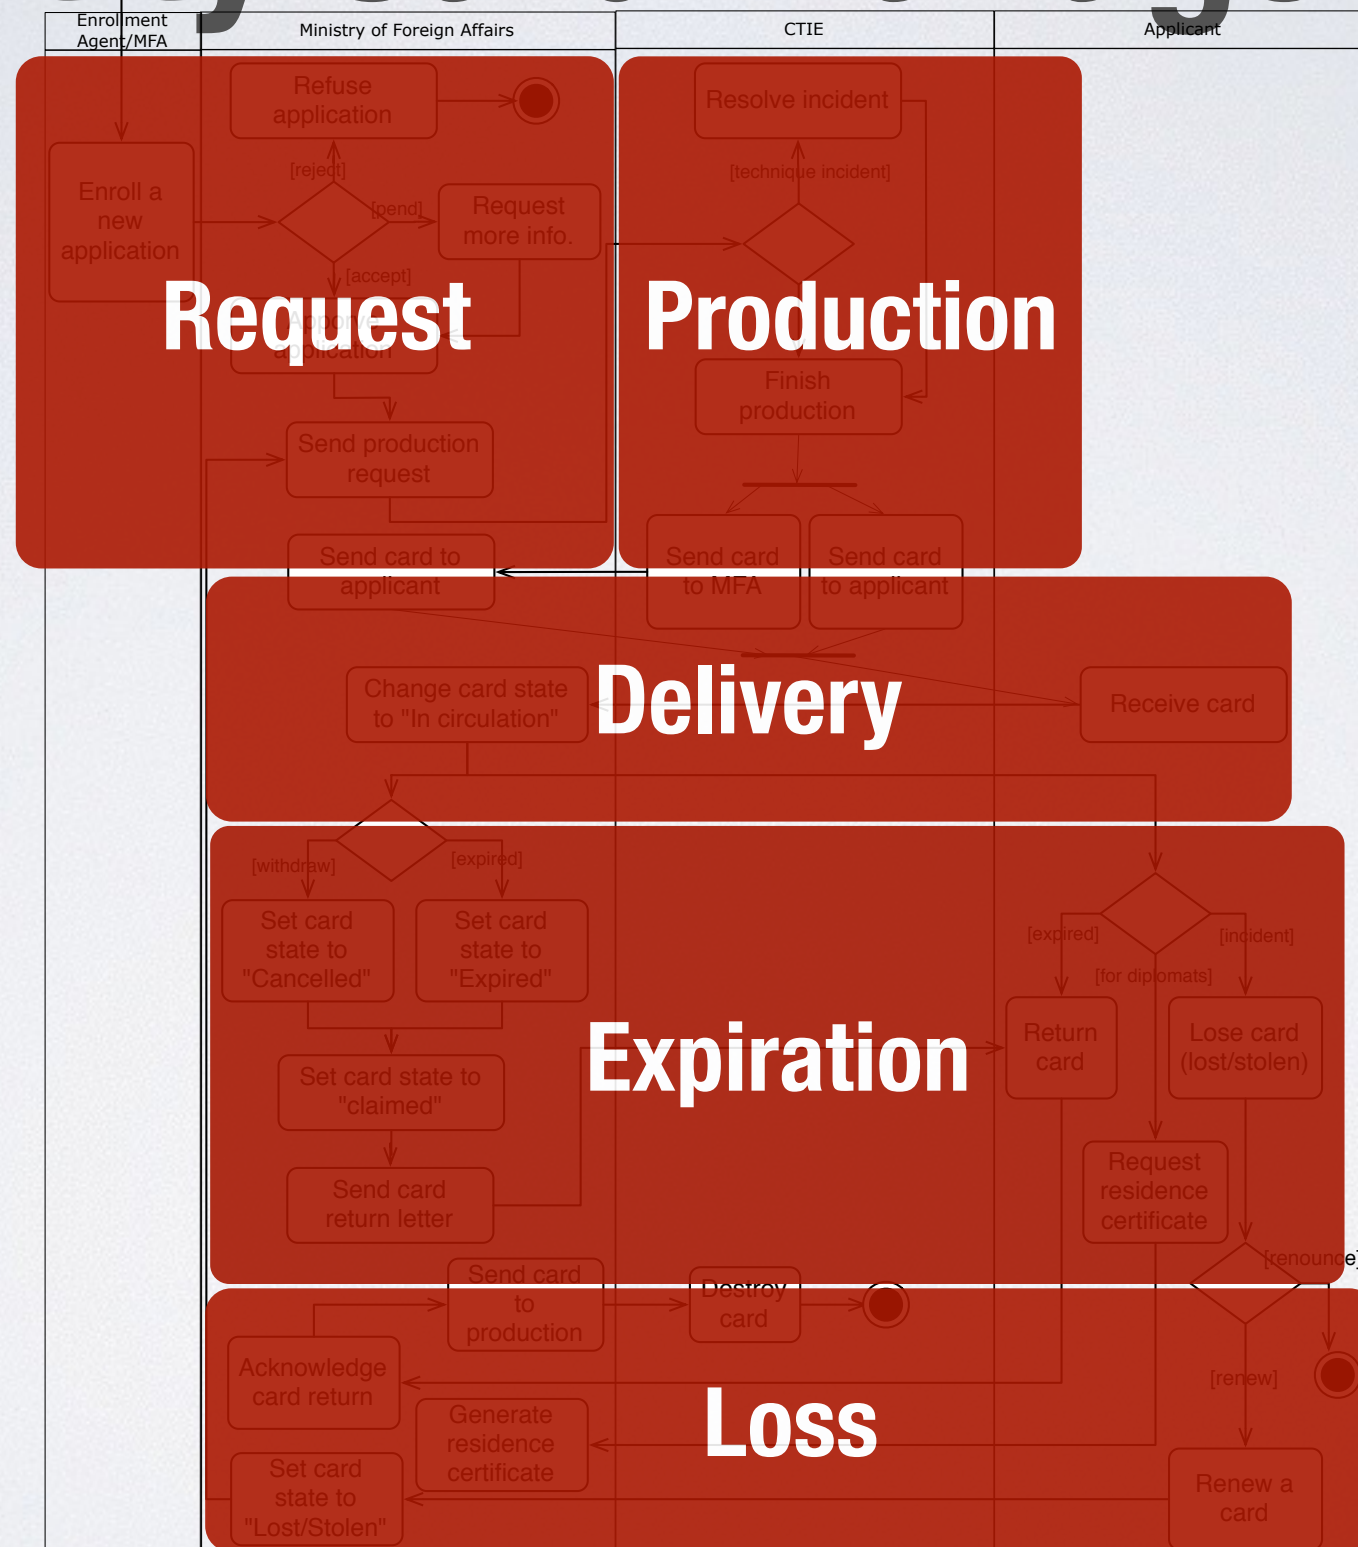 Enrollment
Agent/MFA
Ministry of Foreign Affairs
CTIE
Applicant
Refuse
application
Resolve incident
[reject]
[technique incident]
Enroll a
new
application
[pend]
Request
more info.
[accept]
Request
Production
application
Finish
production
Send production
request
Send card to
applicant
Send card
to MFA
Send card
to applicant
Change card state
to "In circulation"
Delivery
Receive card
[withdraw]
[expired]
Set card
state to
"Cancelled"
Set card
state to
"Expired"
[expired]
[incident]
[for diplomats]
Return
card
Lose card
(lost/stolen)
Expiration
Set card state to
"claimed"
Send card
return letter
Request
residence
certificate
[renounce]
Send card
to
production
Destroy
card
Acknowledge
card return
[renew]
Loss
Generate
residence
certificate
Set card
state to
"Lost/Stolen"
Renew a
card